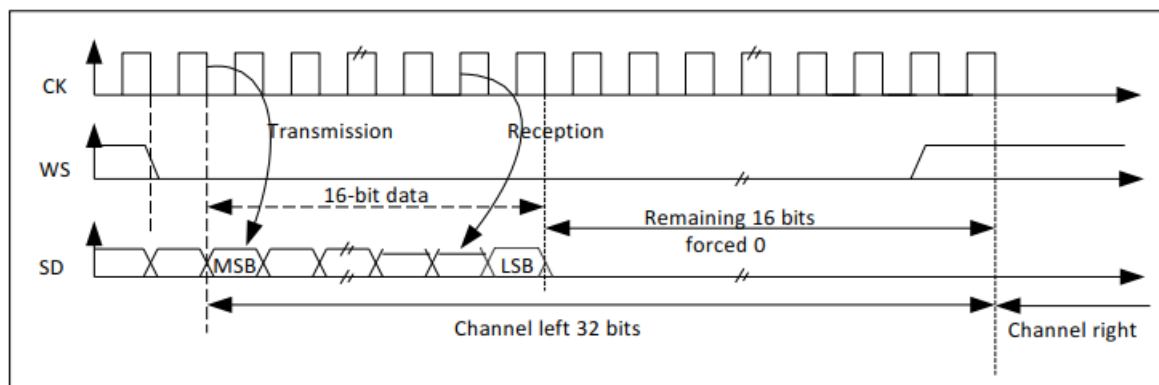 CK
Transmission
Reception
WS
16-bit data
Remaining 16 bits
forced 0
SD
MSB
LSB
Channel left 32 bits
Channel right